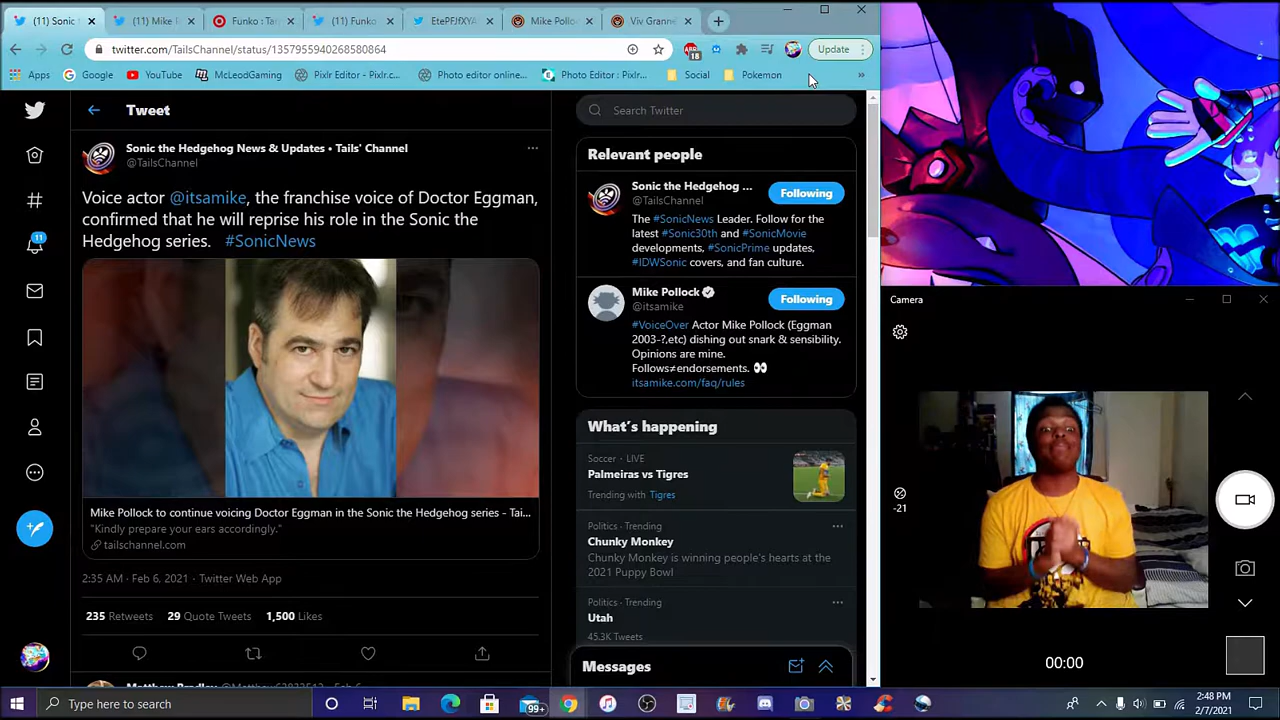 (11) Sonic
(11) Mike P
Funko : Tar
(11) Funko
EtePFJfXYA
Mike Polloc
Viv Granne
twitter.com/TailsChannel/status/1357955940268580864
18
Update
Apps
Google
YouTube
McLeodGaming
Pixlr Editor - Pixlr.c...
Photo editor online...
Photo Editor : Pixlr...
Social
Pokemon
»
Tweet
Search Twitter
Sonic the Hedgehog News & Updates • Tails' Channel
@TailsChannel
Voice actor @itsamike, the franchise voice of Doctor Eggman,
confirmed that he will reprise his role in the Sonic the
Hedgehog series. #SonicNews
Mike Pollock to continue voicing Doctor Eggman in the Sonic the Hedgehog series - Tai...
"Kindly prepare your ears accordingly."
tailschannel.com
2:35 AM · Feb 6, 2021 · Twitter Web App
235 Retweets 29 Quote Tweets 1,500 Likes
11
Relevant people
Sonic the Hedgehog ...
@TailsChannel
Following
The #SonicNews Leader. Follow for the
latest #Sonic30th and #SonicMovie
developments, #SonicPrime updates,
#IDWSonic covers, and fan culture.
Mike Pollock
@itsamike
Following
#VoiceOver Actor Mike Pollock (Eggman
2003-?,etc) dishing out snark & sensibility.
Opinions are mine.
Follows≠endorsements. 👀
itsamike.com/faq/rules
What's happening
Soccer · LIVE
Palmeiras vs Tigres
Trending with Tigres
Politics · Trending
Chunky Monkey
Chunky Monkey is winning people's hearts at the
2021 Puppy Bowl
Politics · Trending
Utah
45.3K Tweets
Messages
Camera
-21
00:00
Type here to search
99+
2:48 PM
2/7/2021